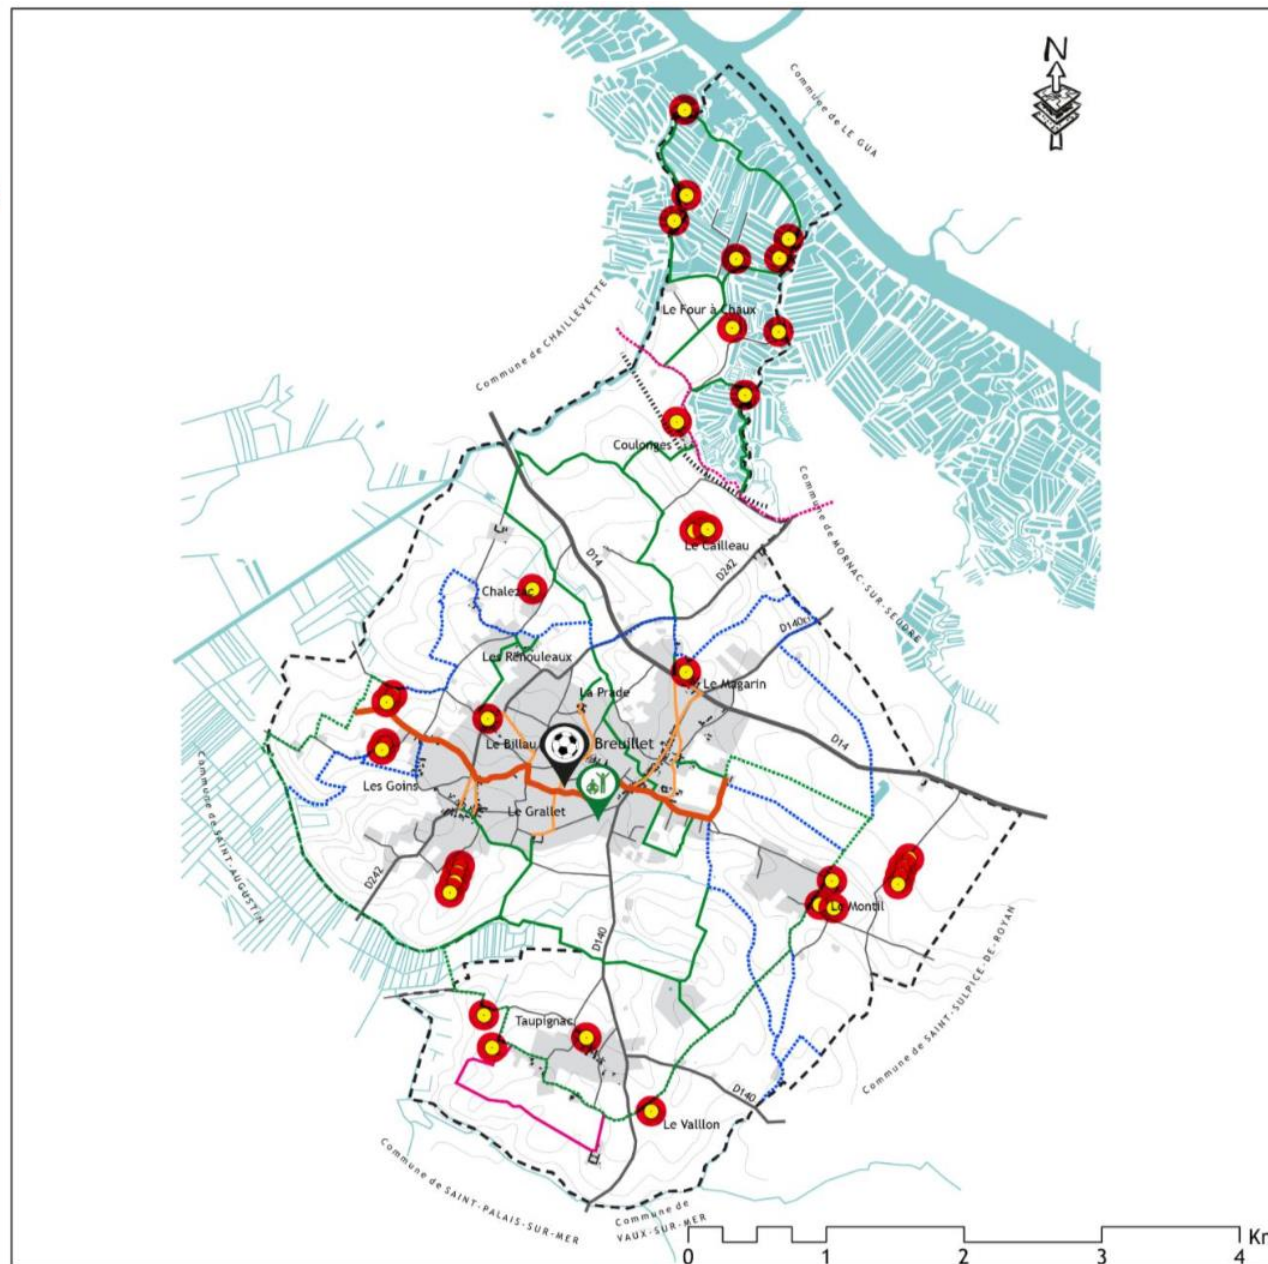 N
Commune de LE GUA
Le Four à Chaux
Commune de CHAILLEVETTE
Coulonges
Commune de MORNAC-SUR-SEUDRE
Le Cailleau
D14
D242
Chalezac
D140
Les Renouleaux
Le Magarin
La Prade
Le Billau
Breuillet
D14
Commune de SAINT-AUGUSTIN
Les Goins
Le Grallet
D242
Le Montil
D140
Commune de SAINT-SULPICE-DE-ROYAN
Taupignac
D140
Le Valllon
Commune de SAINT-PALAIS-SUR-MER
Commune de
VAUX-SUR-MER
0 1 2 3 4 Km